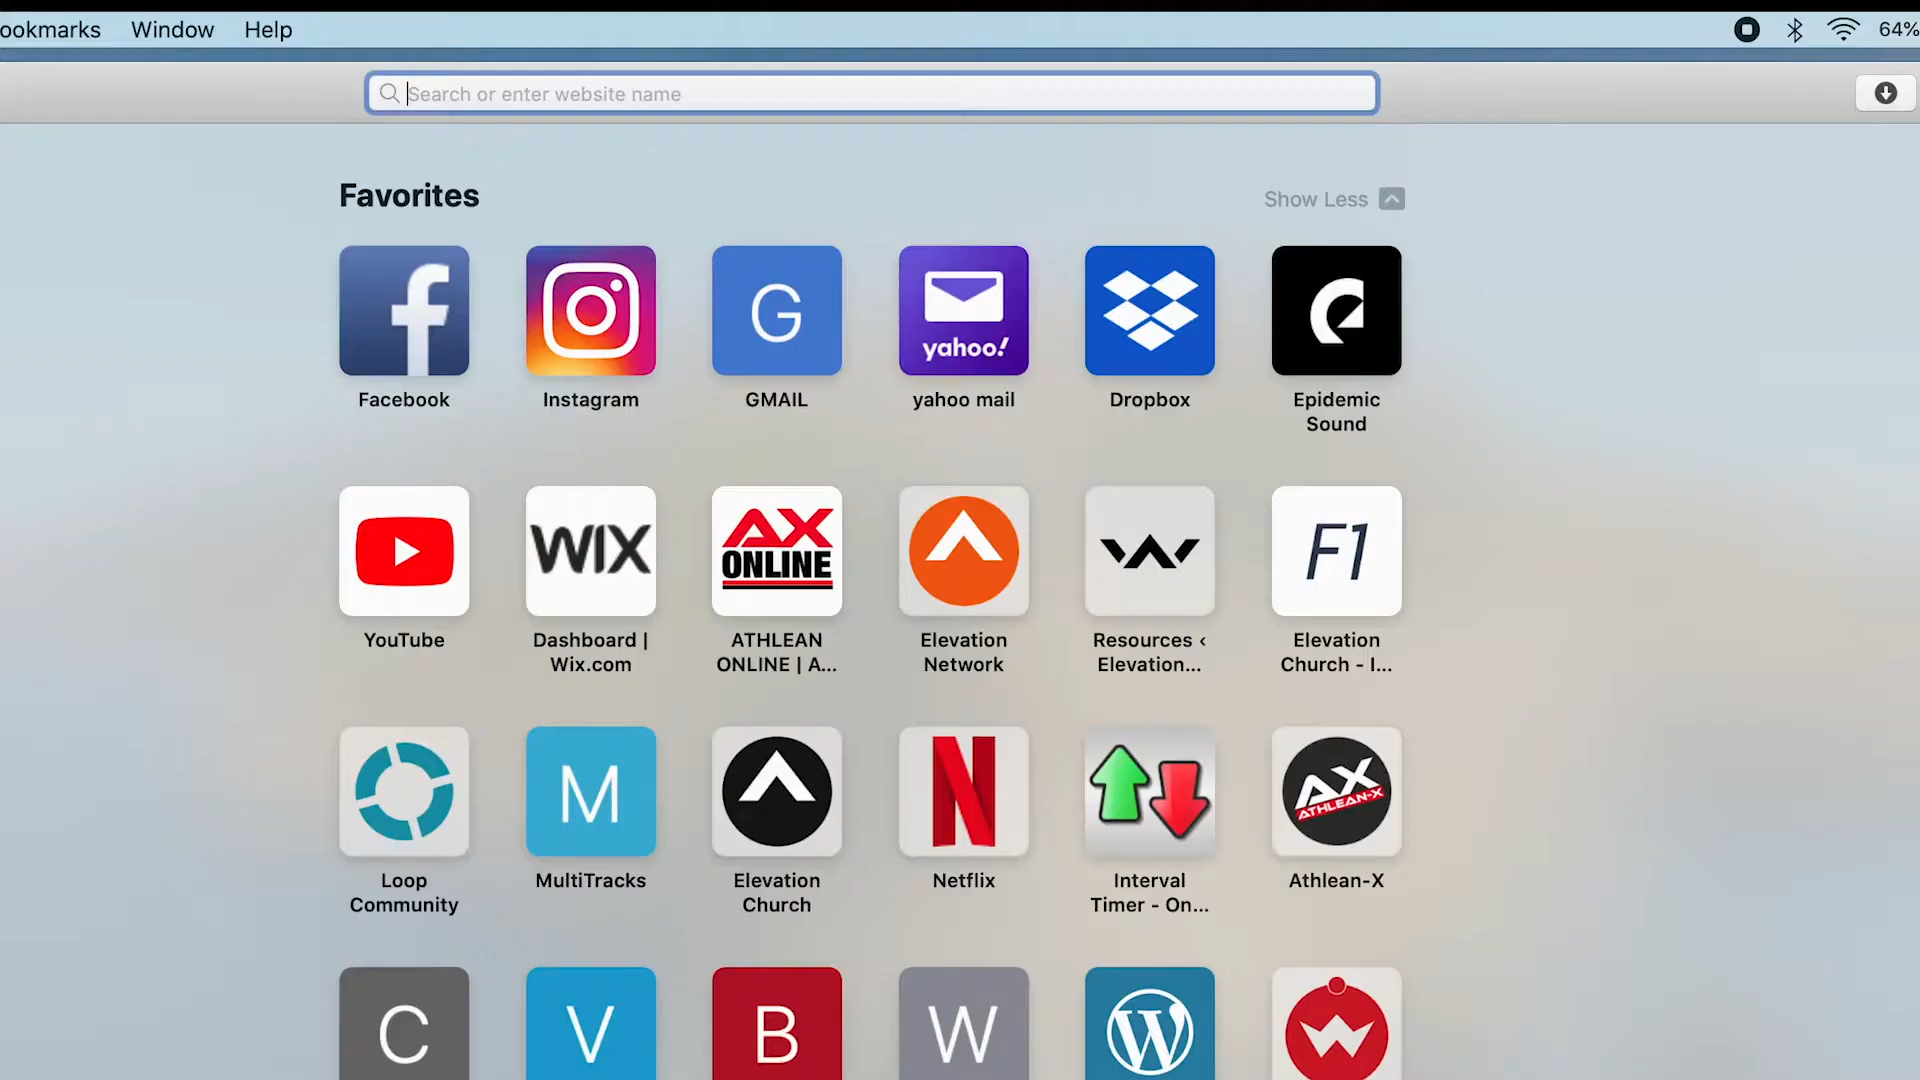 ookmarks Window Help 64%
Search or enter website name
Favorites Show Less
f G yahoo!
Facebook Instagram GMAIL yahoo mail Dropbox Epidemic
Sound
WIX AX
ONLINE F1
YouTube Dashboard | ATHLEAN Elevation Resources ‹ Elevation
Wix.com ONLINE | A... Network Elevation... Church - I...
M N AX
ATHLEAN-X
Loop MultiTracks Elevation Netflix Interval Athlean-X
Community Church Timer - On...
C V B W W